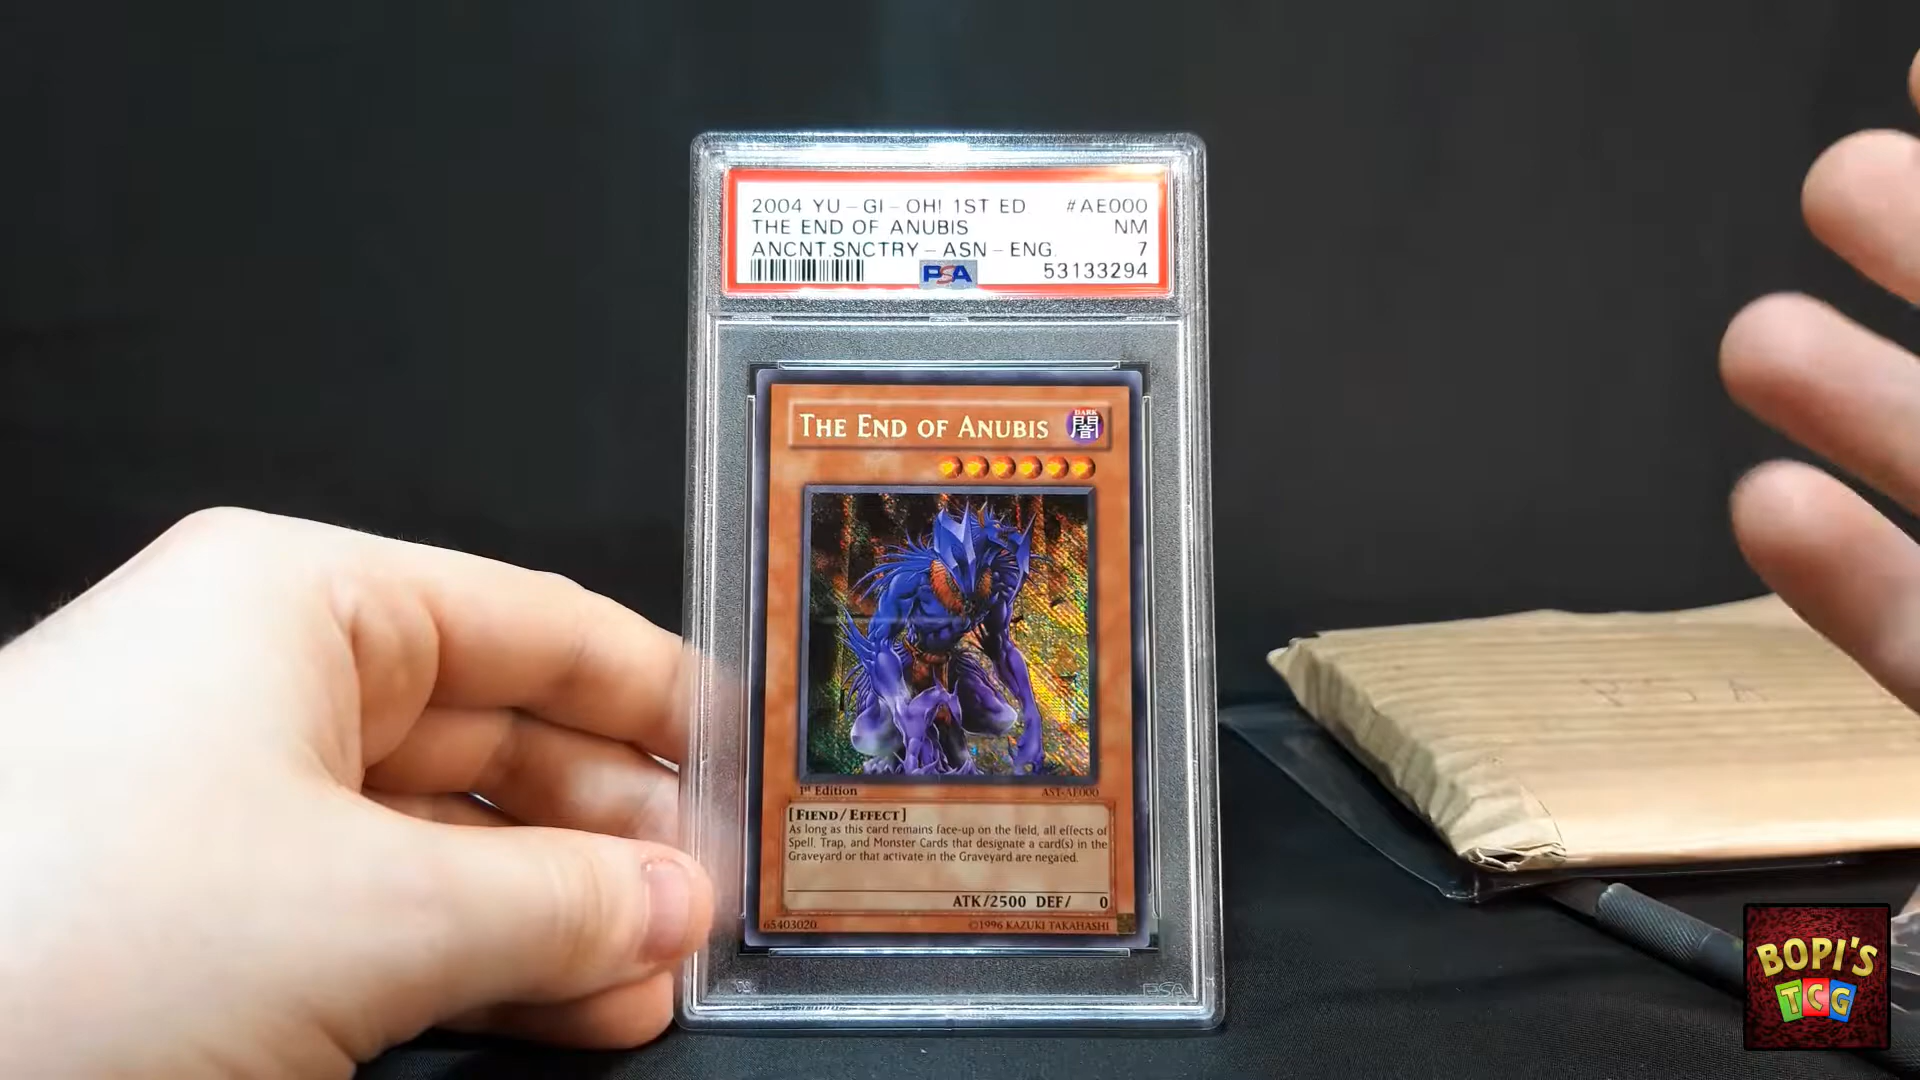 2004 YU-GI-OH! 1ST ED #AE000
THE END OF ANUBIS NM
ANCNT.SNCTRY-ASN-ENG. 7
PSA 53133294
THE END OF ANUBIS
DARK
闇
1st Edition AST-AE000
[FIEND/EFFECT]
As long as this card remains face-up on the field, all effects of
Spell, Trap, and Monster Cards that designate a card(s) in the
Graveyard or that activate in the Graveyard are negated.
ATK/2500 DEF/ 0
65403020 ©1996 KAZUKI TAKAHASHI
PSA
PSA
BOPI'S
TCG